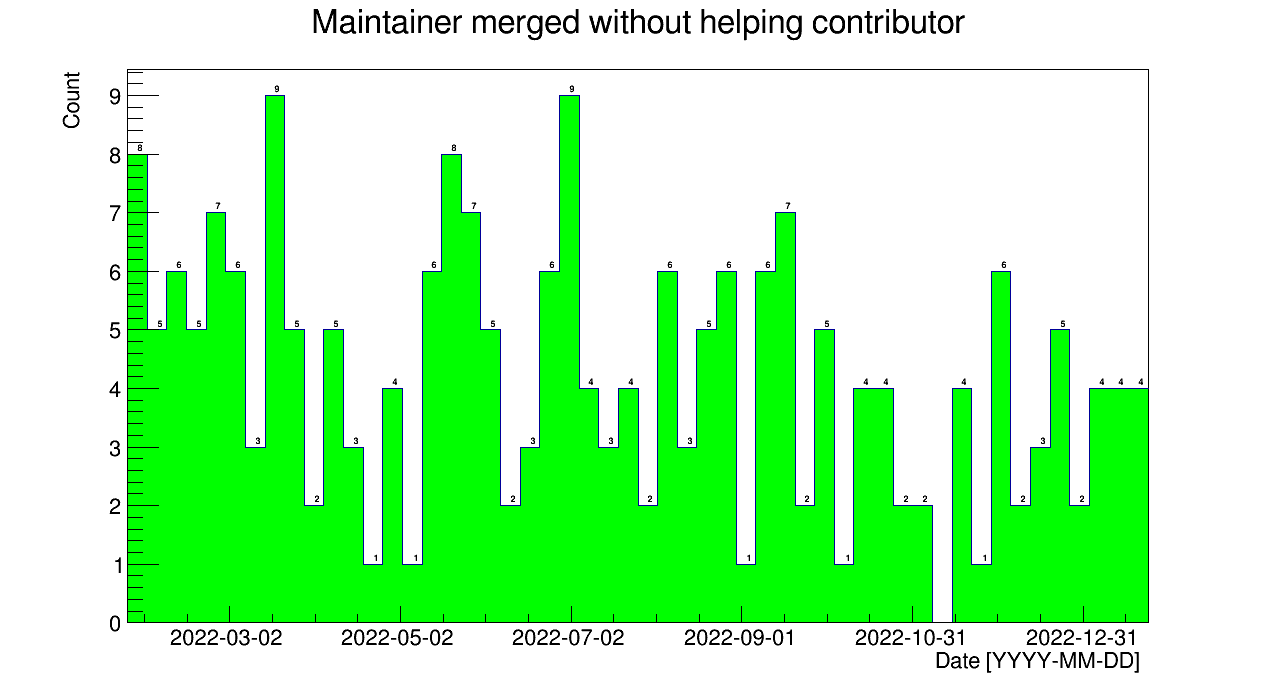 Maintainer merged without helping contributor
Count
9
8
7
6
5
4
3
2
1
0
8 5 6 5 7 6 3 9 5 2 5 3 1 4 1 6 8 7 5 2 3 6 9 4 3 4 2 6 3 5 6 1 6 7 2 5 1 4 4 2 2 4 1 6 2 3 5 2 4 4 4
2022-03-02 2022-05-02 2022-07-02 2022-09-01 2022-10-31 2022-12-31
Date [YYYY-MM-DD]